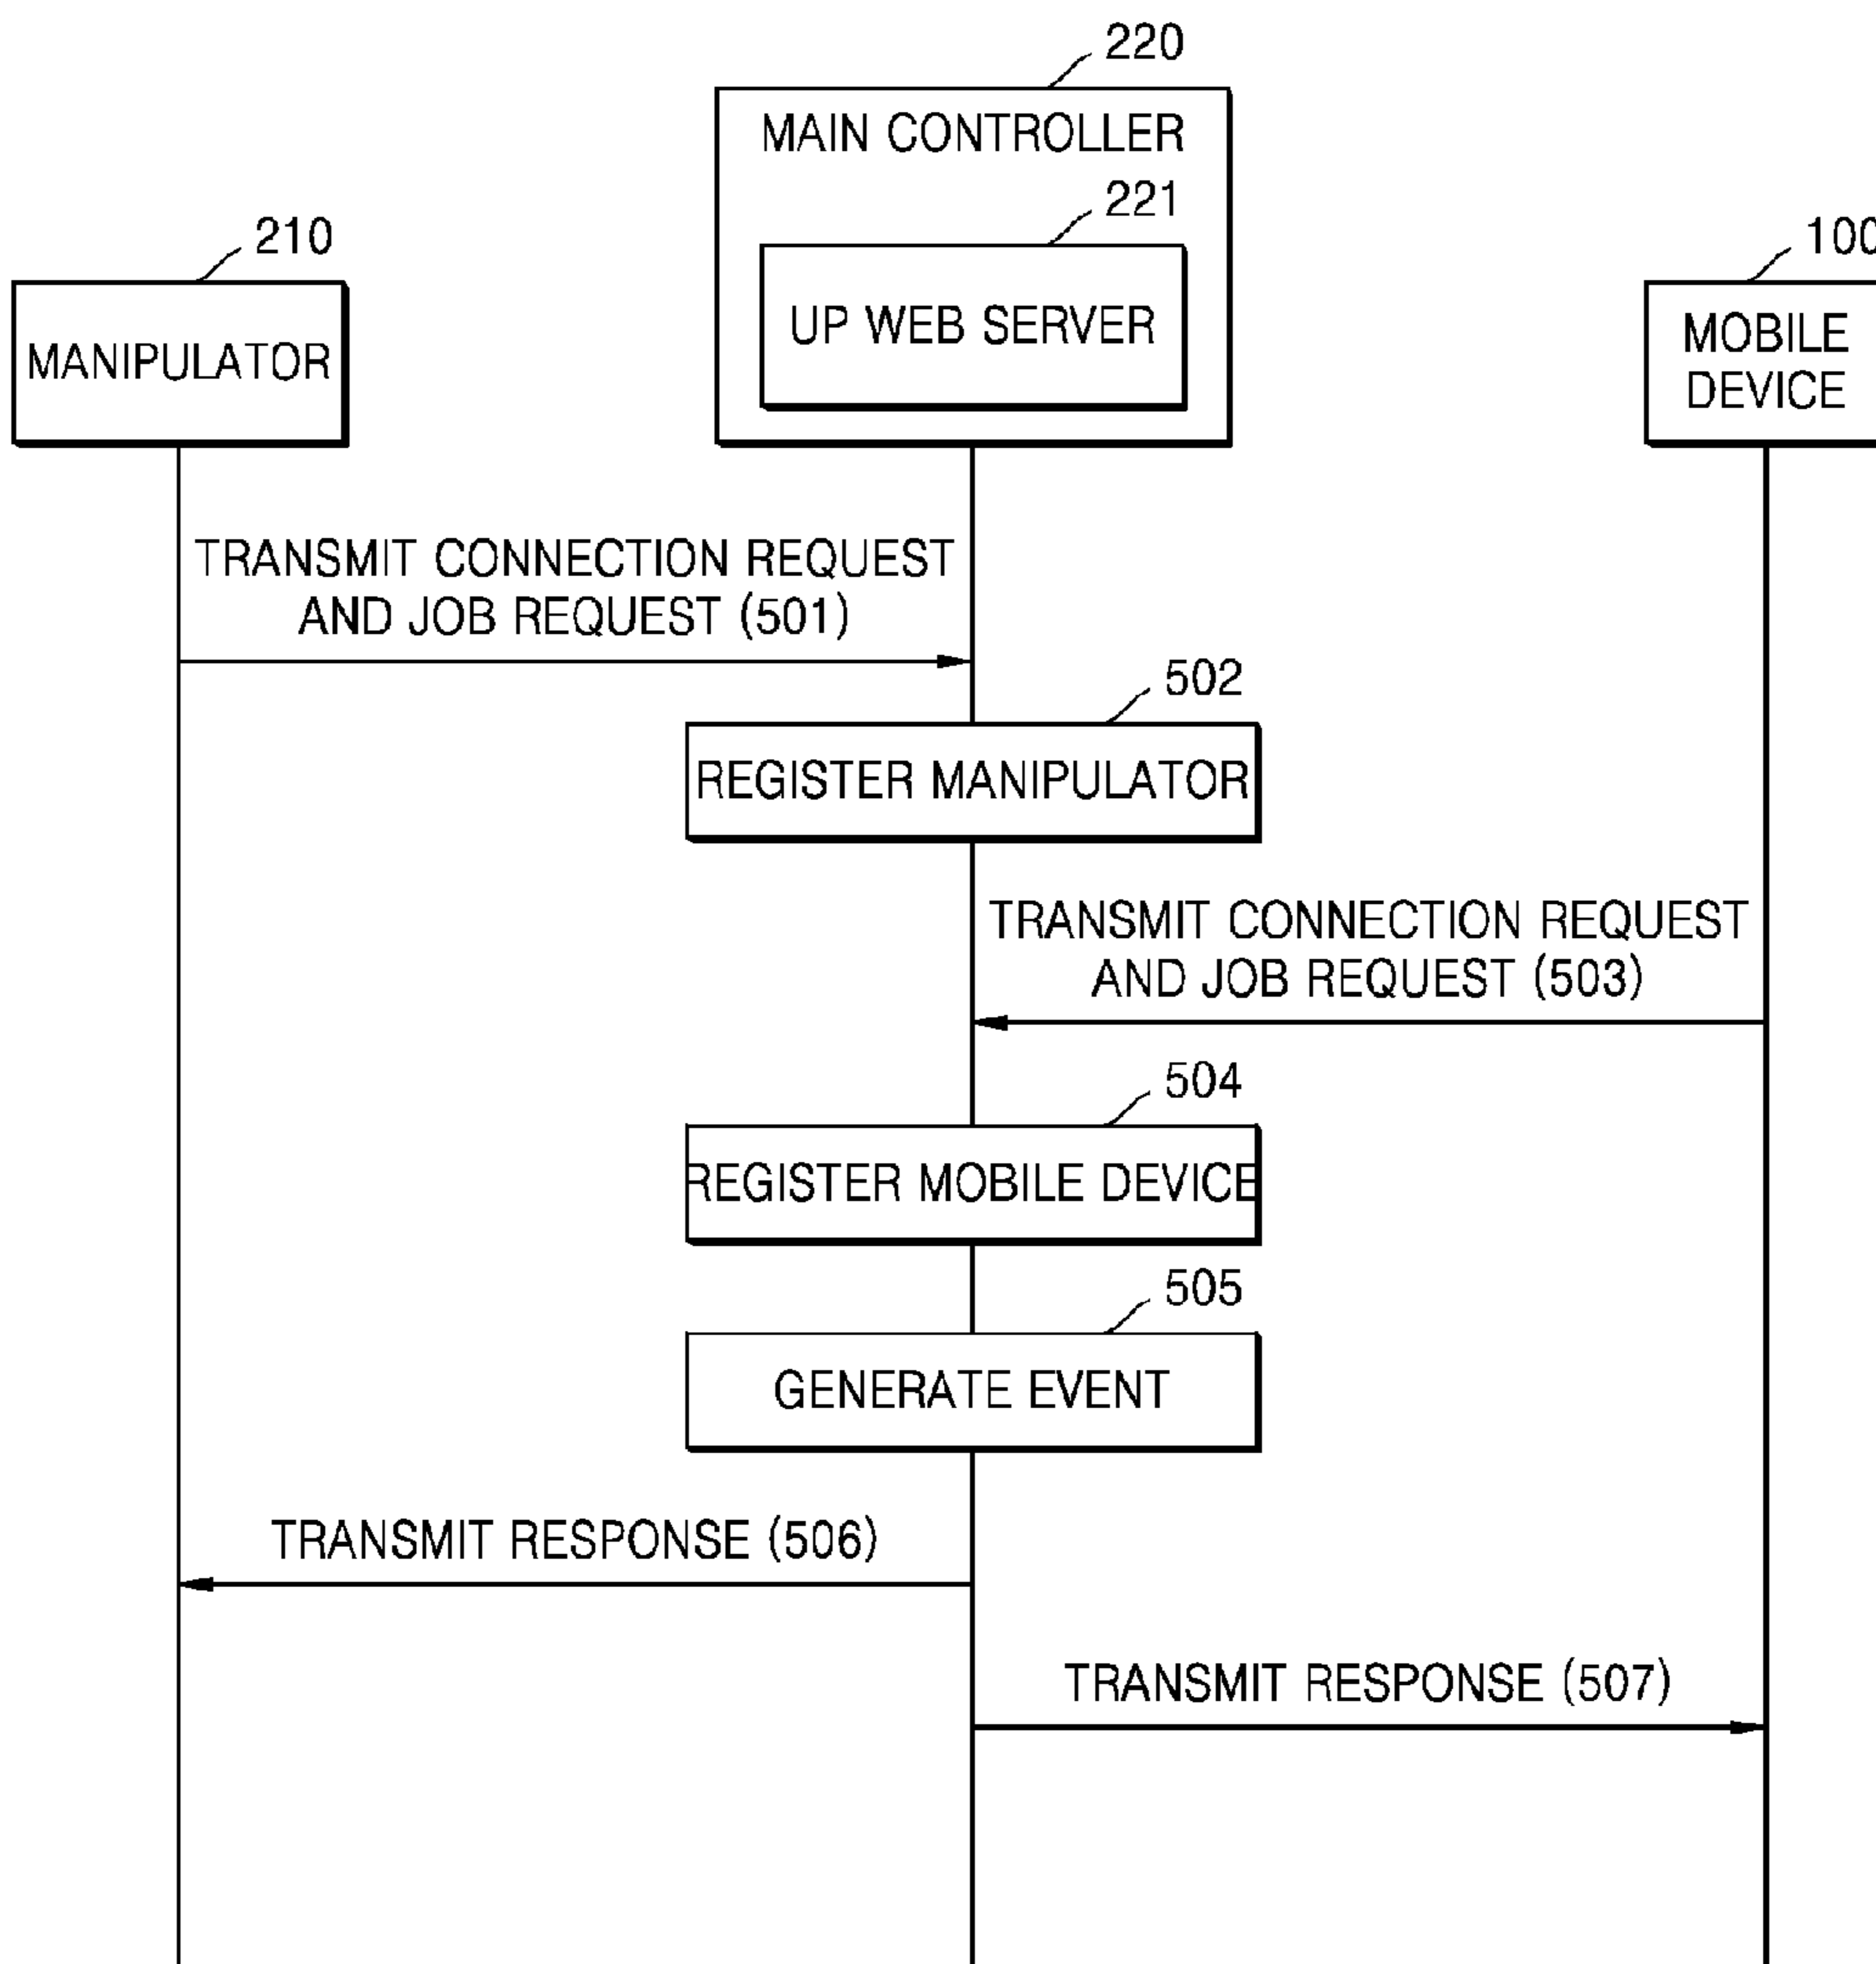 220
MAIN CONTROLLER
221
UP WEB SERVER
210
MANIPULATOR
100
MOBILE
DEVICE
TRANSMIT CONNECTION REQUEST
AND JOB REQUEST (501)
502
REGISTER MANIPULATOR
TRANSMIT CONNECTION REQUEST
AND JOB REQUEST (503)
504
REGISTER MOBILE DEVICE
505
GENERATE EVENT
TRANSMIT RESPONSE (506)
TRANSMIT RESPONSE (507)